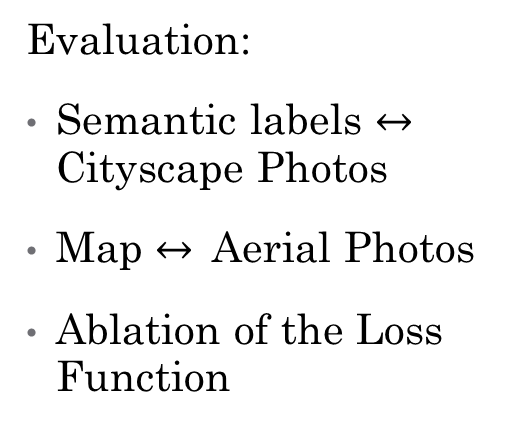 Evaluation:
• Semantic labels ↔
Cityscape Photos
• Map ↔ Aerial Photos
• Ablation of the Loss
Function